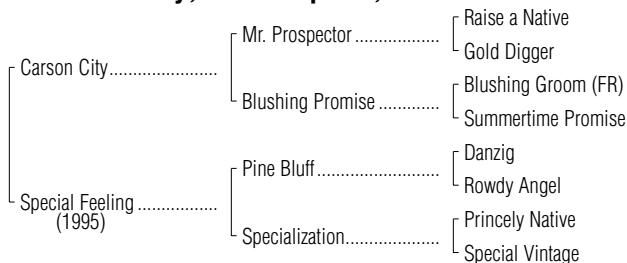 Raise a Native
Mr. Prospector ....................
Gold Digger
Carson City.........................
Blushing Groom (FR)
Blushing Promise ..............
Summertime Promise
Danzig
Pine Bluff............................
Rowdy Angel
Special Feeling ..................
(1995)
Princely Native
Specialization......................
Special Vintage